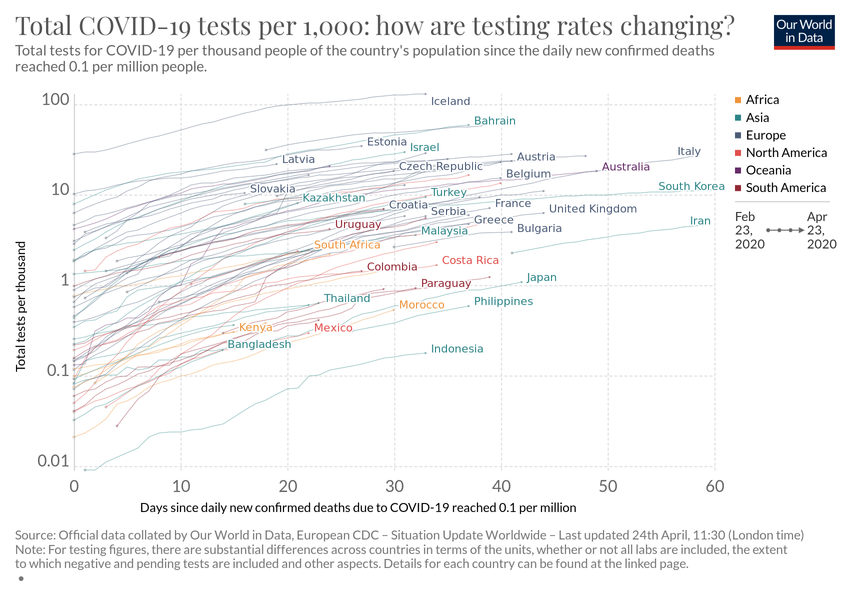 Total COVID-19 tests per 1,000: how are testing rates changing?
Our World
in Data
Total tests for COVID-19 per thousand people of the country's population since the daily new confirmed deaths
reached 0.1 per million people.
Total tests per thousand
100
10
1
0.1
0.01
Iceland
Bahrain
Estonia
Israel
Latvia
Austria
Italy
Czech Republic
Australia
Belgium
Slovakia
South Korea
Turkey
Kazakhstan
France
Croatia
United Kingdom
Serbia
Greece
Iran
Uruguay
Bulgaria
Malaysia
South Africa
Costa Rica
Colombia
Japan
Paraguay
Thailand
Philippines
Morocco
Kenya
Mexico
Bangladesh
Indonesia
0 10 20 30 40 50 60
Days since daily new confirmed deaths due to COVID-19 reached 0.1 per million
Africa
Asia
Europe
North America
Oceania
South America
Feb
23,
2020
Apr
23,
2020
Source: Official data collated by Our World in Data, European CDC – Situation Update Worldwide – Last updated 24th April, 11:30 (London time)
Note: For testing figures, there are substantial differences across countries in terms of the units, whether or not all labs are included, the extent
to which negative and pending tests are included and other aspects. Details for each country can be found at the linked page.